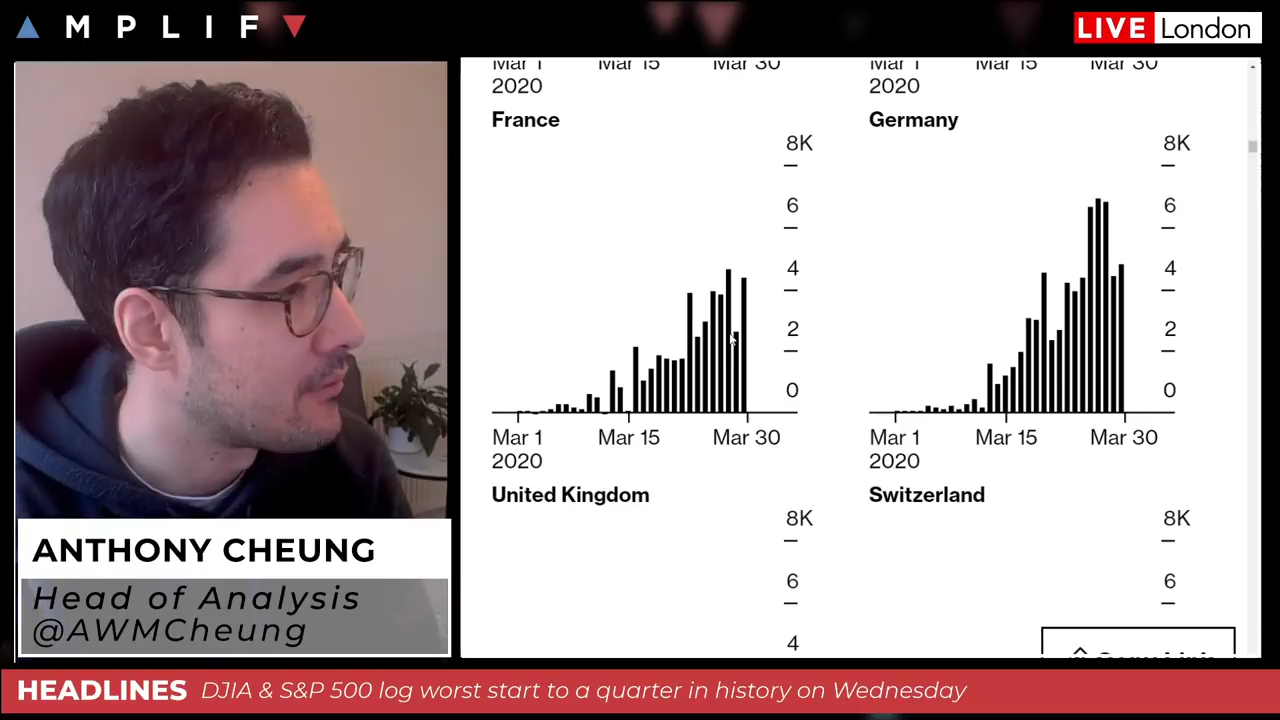 ▲ M P L I F ▼
LIVE London
Mar 1 Mar 15 Mar 30
2020
Mar 1 Mar 15 Mar 30
2020
France
8K
6
4
2
0
Mar 1 Mar 15 Mar 30
2020
Germany
8K
6
4
2
0
Mar 1 Mar 15 Mar 30
2020
United Kingdom
8K
6
4
Switzerland
8K
6
ANTHONY CHEUNG
Head of Analysis
@AWMCheung
HEADLINES DJIA & S&P 500 log worst start to a quarter in history on Wednesday